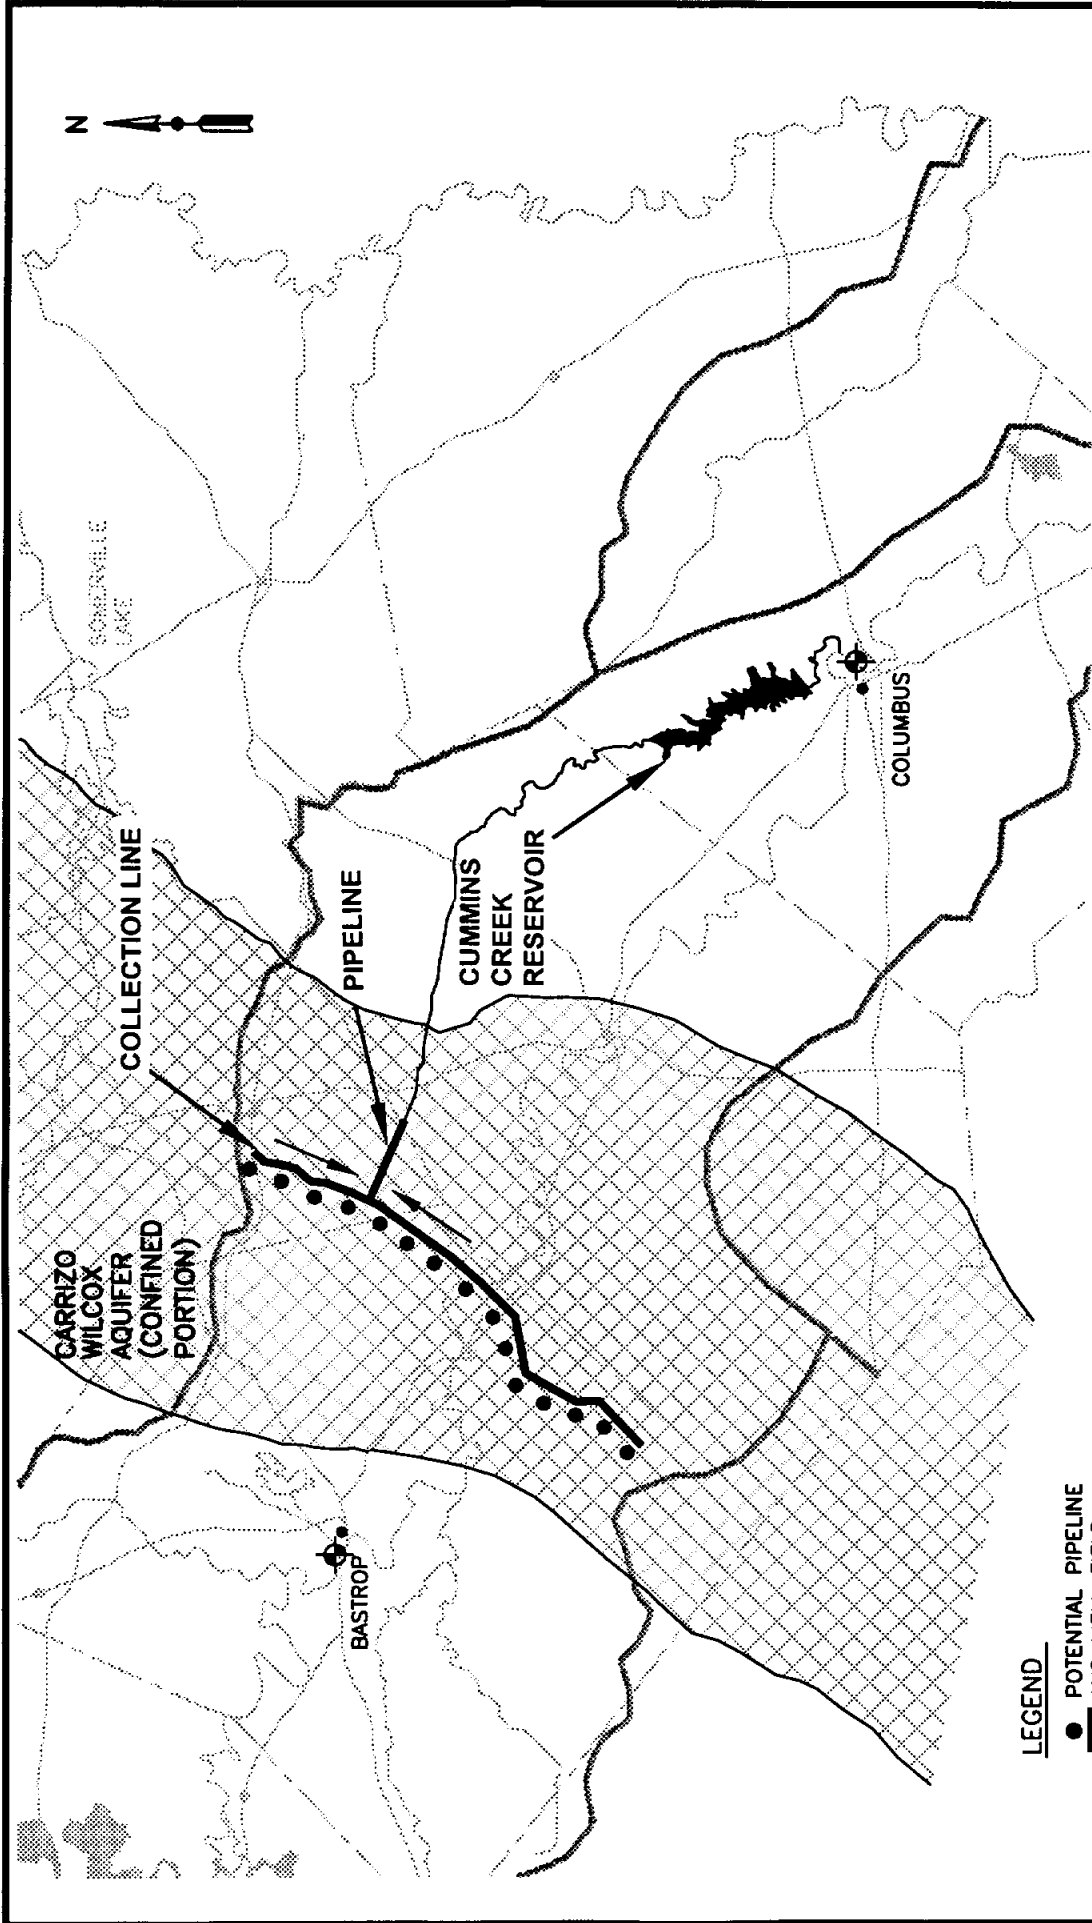 N
SOMERVILLE
LAKE
COLLECTION LINE
PIPELINE
CUMMINS
CREEK
RESERVOIR
CARRIZO
WILCOX
AQUIFER
(CONFINED
PORTION)
COLUMBUS
BASTROP
LEGEND
POTENTIAL PIPELINE